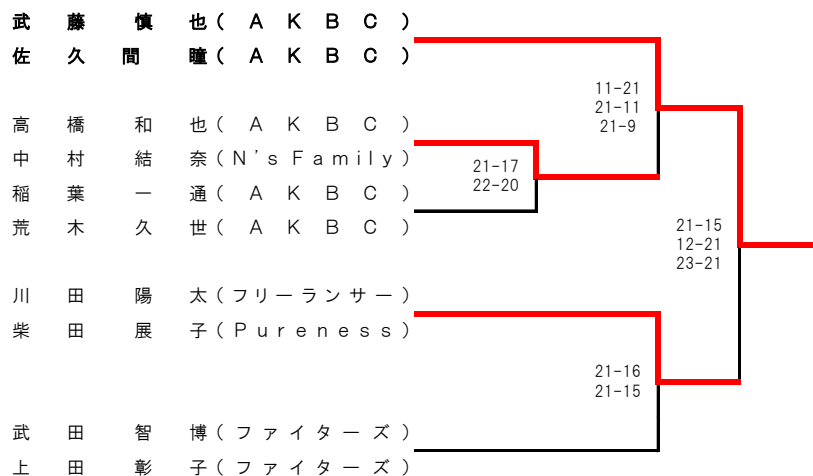 武藤慎也(AKBC)
佐久間瞳(AKBC)
11-21
21-11
21-9
高橋和也(AKBC)
中村結奈(N'sFamily)
21-17
22-20
稲葉一通(AKBC)
荒木久世(AKBC)
21-15
12-21
23-21
川田陽太(フリーランサー)
柴田展子(Pureness)
21-16
21-15
武田智博(ファイターズ)
上田彰子(ファイターズ)